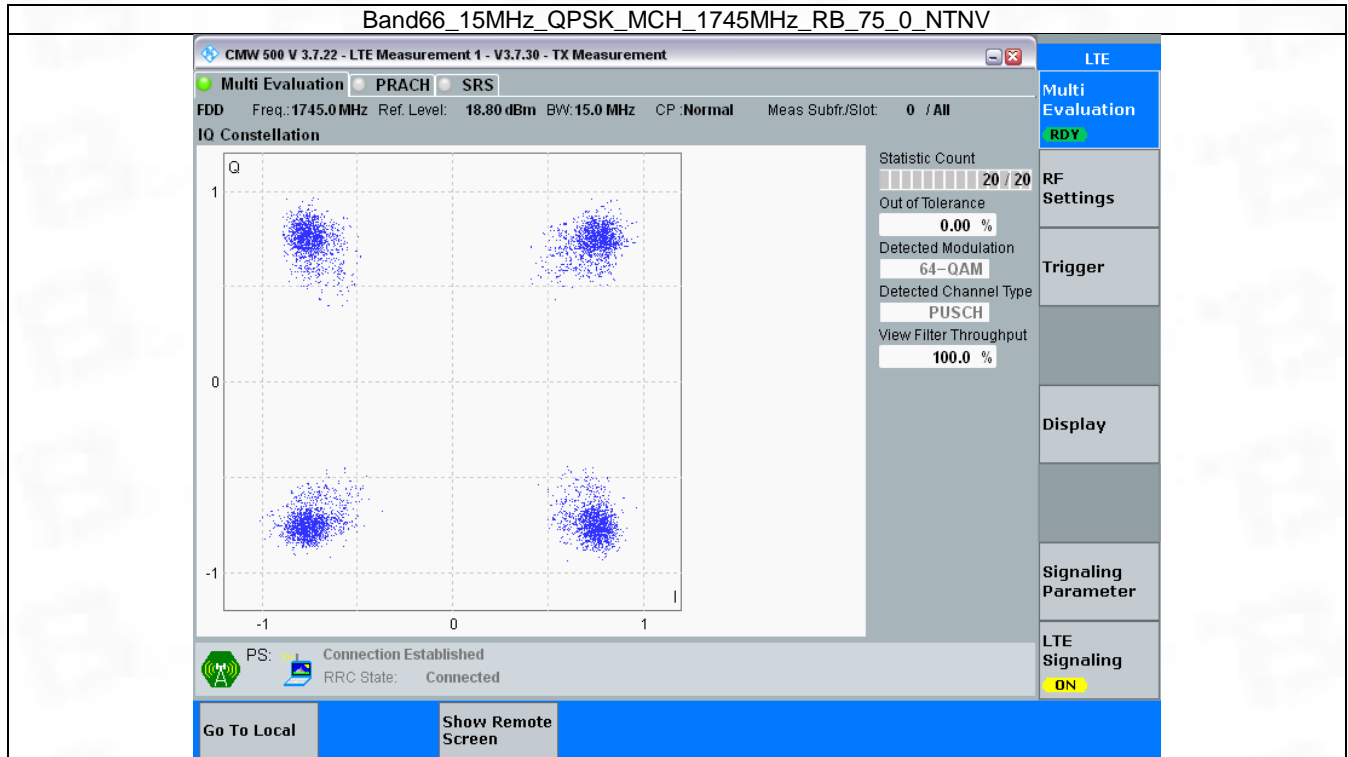 Band66_15MHz_QPSK_MCH_1745MHz_RB_75_0_NTNV
CMW 500 V 3.7.22 - LTE Measurement 1 - V3.7.30 - TX Measurement
LTE
Multi Evaluation PRACH SRS
FDD Freq.:1745.0 MHz Ref. Level: 18.80 dBm BW:15.0 MHz CP :Normal Meas Subfr./Slot: 0 / All
IQ Constellation
Q
1
0
-1
-1 0 1
I
Statistic Count
20 / 20
Out of Tolerance
0.00 %
Detected Modulation
64-QAM
Detected Channel Type
PUSCH
View Filter Throughput
100.0 %
Multi
Evaluation
RDY
RF
Settings
Trigger
Display
Signaling
Parameter
LTE
Signaling
ON
PS: Connection Established
RRC State: Connected
Go To Local
Show Remote
Screen